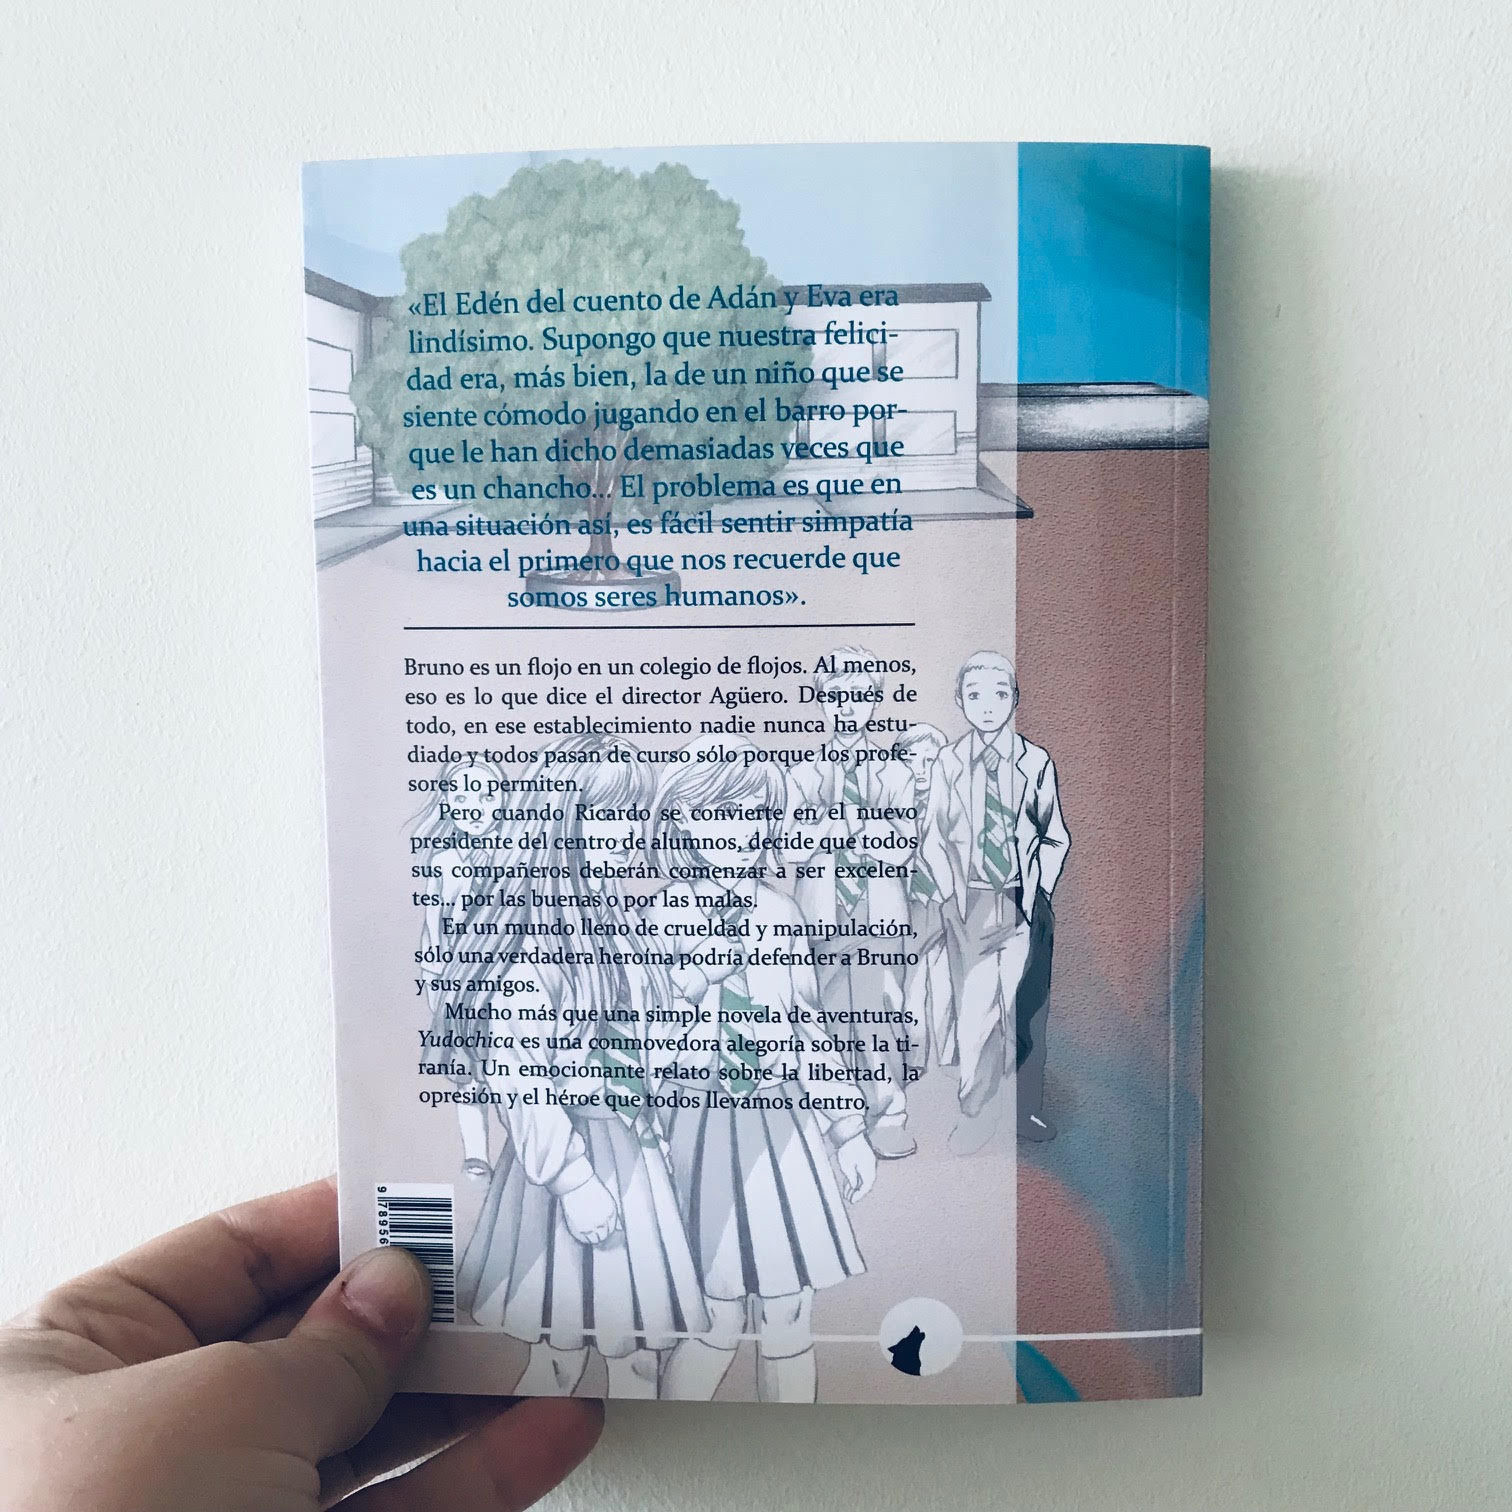 «El Edén del cuento de Adán y Eva era
lindísimo. Supongo que nuestra felici-
dad era, más bien, la de un niño que se
siente cómodo jugando en el barro por-
que le han dicho demasiadas veces que
es un chancho... El problema es que en
una situación así, es fácil sentir simpatía
hacia el primero que nos recuerde que
somos seres humanos».
Bruno es un flojo en un colegio de flojos. Al menos,
eso es lo que dice el director Agüero. Después de
todo, en ese establecimiento nadie nunca ha estu-
diado y todos pasan de curso sólo porque los profe-
sores lo permiten.
Pero cuando Ricardo se convierte en el nuevo
presidente del centro de alumnos, decide que todos
sus compañeros deberán comenzar a ser excelen-
tes... por las buenas o por las malas.
En un mundo lleno de crueldad y manipulación,
sólo una verdadera heroína podría defender a Bruno
y sus amigos.
Mucho más que una simple novela de aventuras,
Yudochica es una conmovedora alegoría sobre la ti-
ranía. Un emocionante relato sobre la libertad, la
opresión y el héroe que todos llevamos dentro.
9 78956